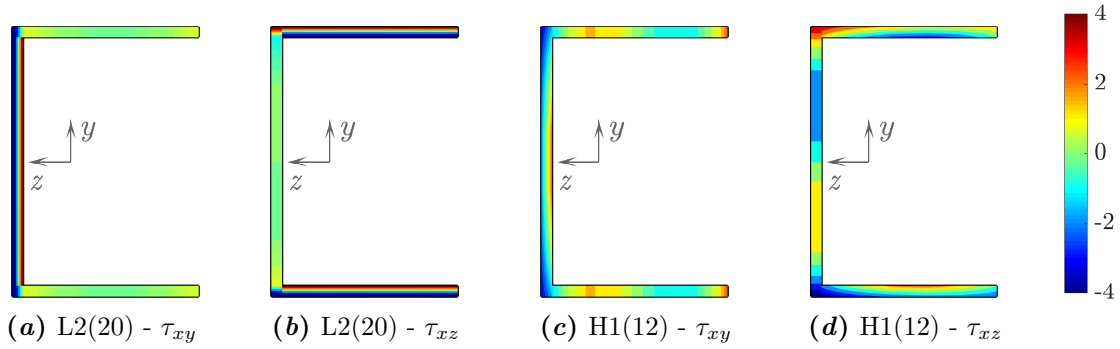 4
2
0
-2
-4
y
z
y
z
y
z
y
z
(a) L2(20) - τxy
(b) L2(20) - τxz
(c) H1(12) - τxy
(d) H1(12) - τxz